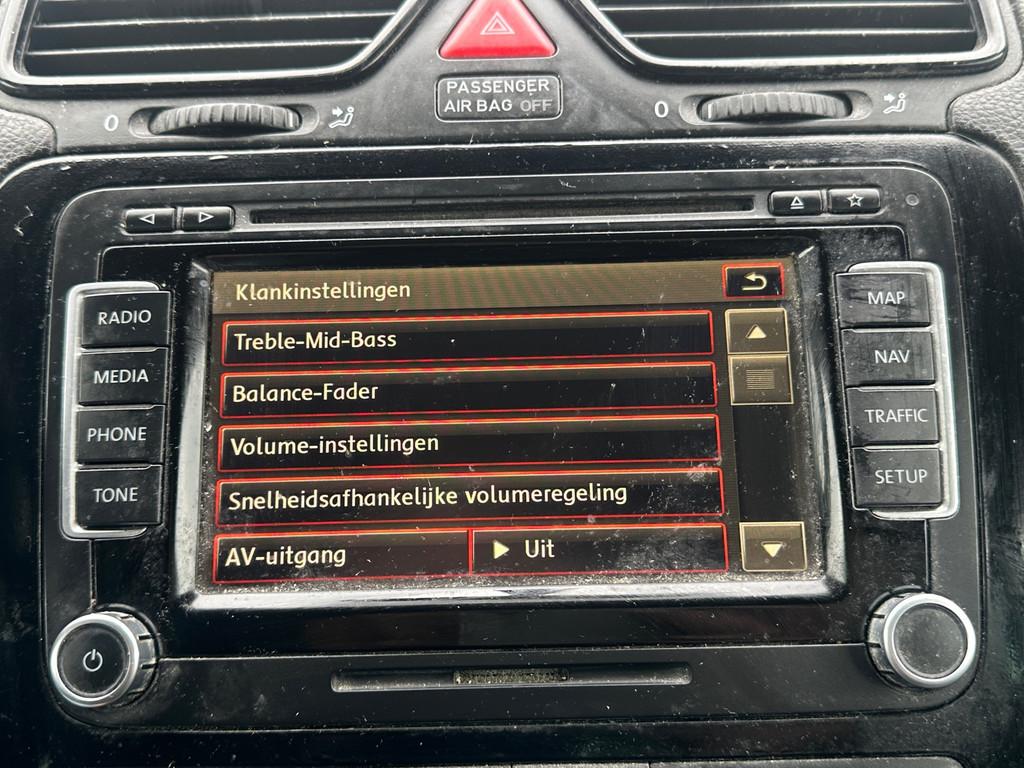 PASSENGER
AIR BAG OFF
0
0
RADIO
MEDIA
PHONE
TONE
Klankinstellingen
Treble-Mid-Bass
Balance-Fader
Volume-instellingen
Snelheidsafhankelijke volumeregeling
AV-uitgang
Uit
MAP
NAV
TRAFFIC
SETUP